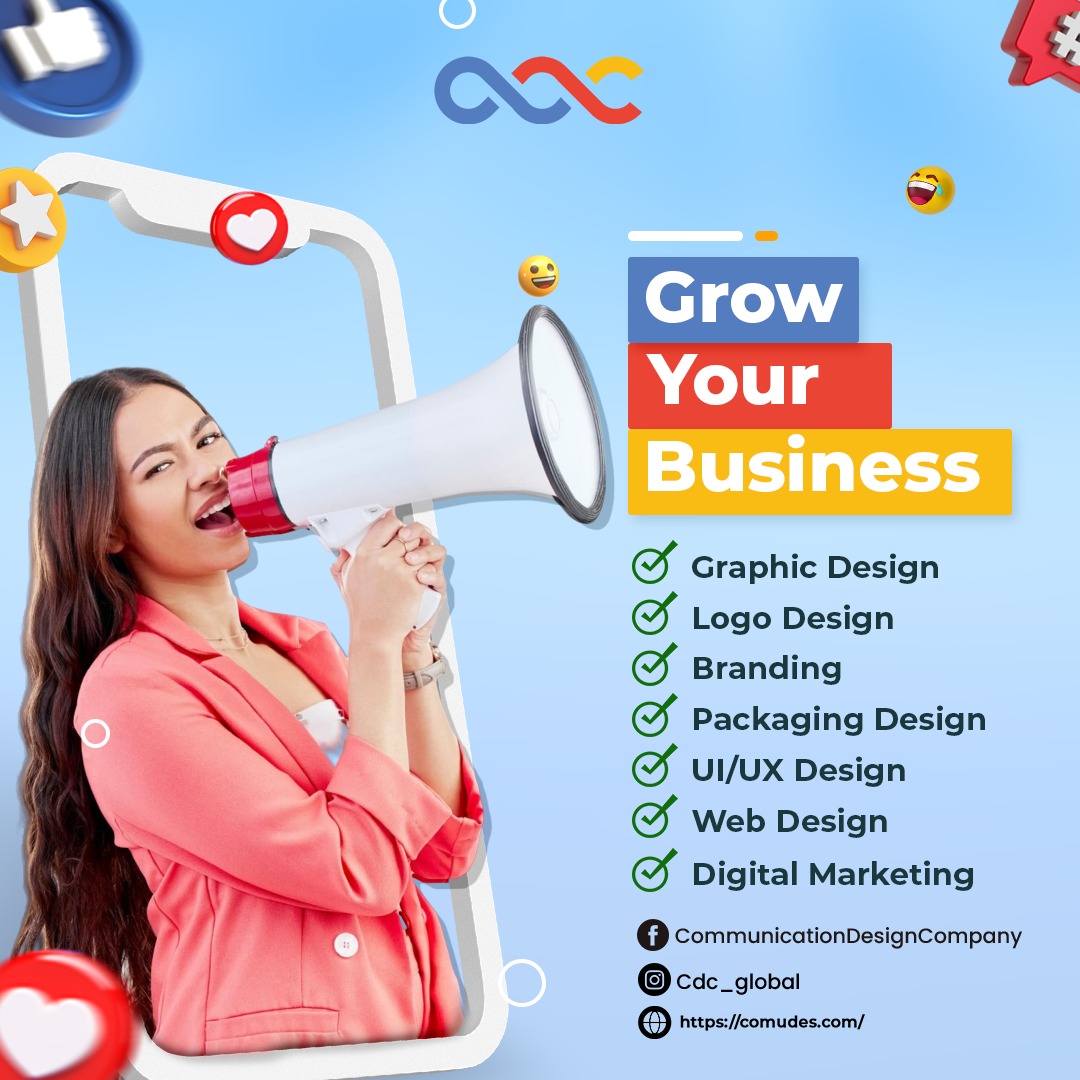 Grow
Your
Business
Graphic Design
Logo Design
Branding
Packaging Design
UI/UX Design
Web Design
Digital Marketing
CommunicationDesignCompany
Cdc_global
https://comudes.com/
#